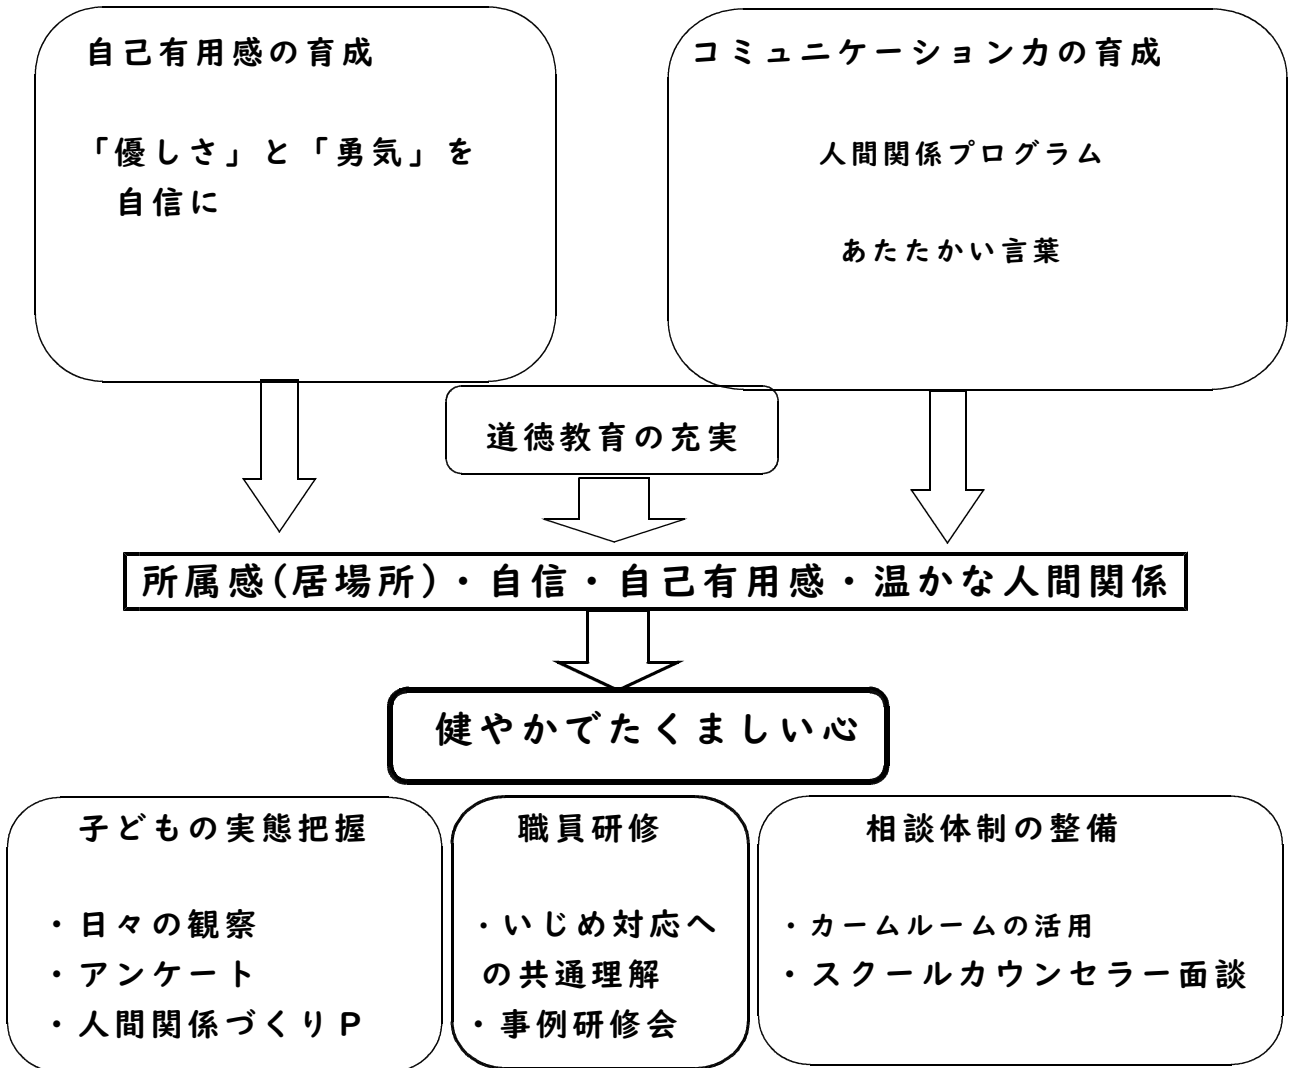 自己有用感の育成
「優しさ」と「勇気」を
自信に
コミュニケーション力の育成
人間関係プログラム
あたたかい言葉
道徳教育の充実
所属感(居場所)・自信・自己有用感・温かな人間関係
健やかでたくましい心
子どもの実態把握
・日々の観察
・アンケート
・人間関係づくりP
職員研修
・いじめ対応へ
の共通理解
・事例研修会
相談体制の整備
・カームルームの活用
・スクールカウンセラー面談